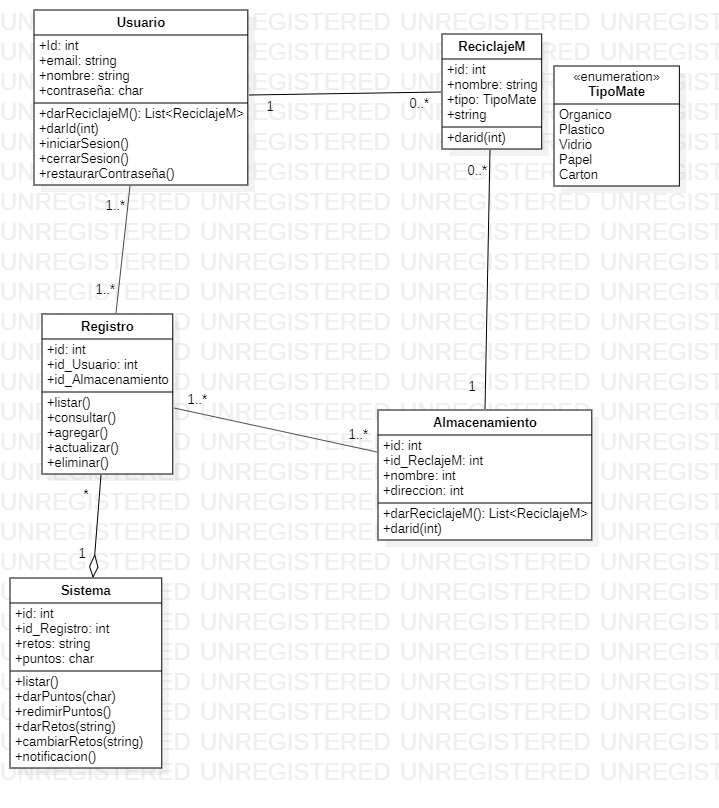 Usuario
+Id: int
+email: string
+nombre: string
+contraseña: char
+darReciclajeM(): List<ReciclajeM>
+darId(int)
+iniciarSesion()
+cerrarSesion()
+restaurarContraseña()
1
0..*
ReciclajeM
+id: int
+nombre: string
+tipo: TipoMate
+string
+darid(int)
«enumeration»
TipoMate
Organico
Plastico
Vidrio
Papel
Carton
1..*
1..*
0..*
1
Registro
+id: int
+id_Usuario: int
+id_Almacenamiento
+listar()
+consultar()
+agregar()
+actualizar()
+eliminar()
1..*
1..*
Almacenamiento
+id: int
+id_ReclajeM: int
+nombre: int
+direccion: int
+darReciclajeM(): List<ReciclajeM>
+darid(int)
*
1
Sistema
+id: int
+id_Registro: int
+retos: string
+puntos: char
+listar()
+darPuntos(char)
+redimirPuntos()
+darRetos(string)
+cambiarRetos(string)
+notificacion()
UNREGISTERED